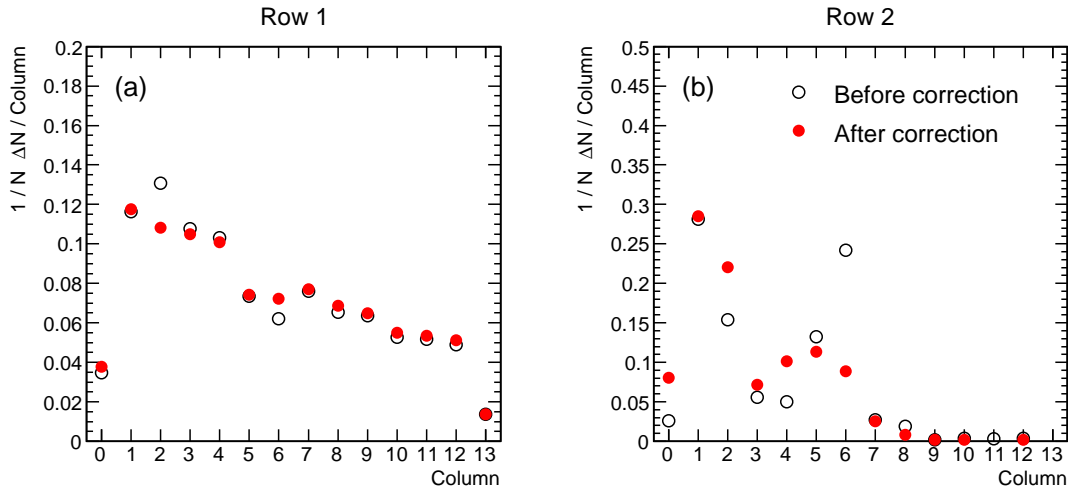 Row 1
1 / N ΔN / Column
0.2
0.18
0.16
0.14
0.12
0.1
0.08
0.06
0.04
0.02
0
(a)
0 1 2 3 4 5 6 7 8 9 10 11 12 13
Column
Row 2
1 / N ΔN / Column
0.5
0.45
0.4
0.35
0.3
0.25
0.2
0.15
0.1
0.05
0
(b)
Before correction
After correction
0 1 2 3 4 5 6 7 8 9 10 11 12 13
Column